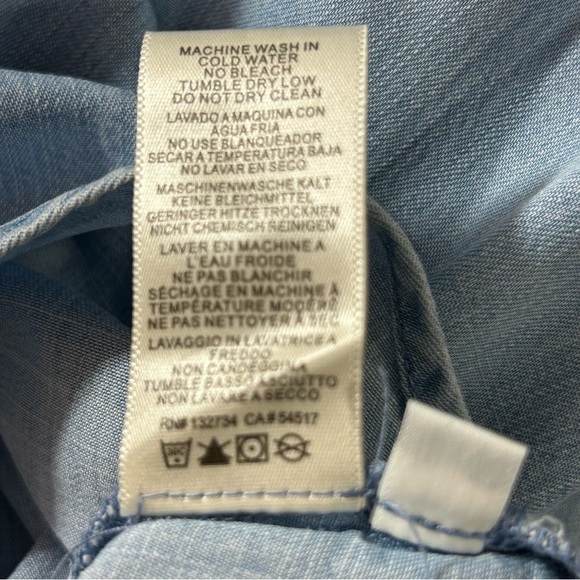 MACHINE WASH IN
COLD WATER
NO BLEACH
TUMBLE DRY LOW
DO NOT DRY CLEAN
LAVADO A MAQUINA CON
AGUA FRIA
NO USE BLANQUEADOR
SECAR A TEMPERATURA BAJA
NO LAVAR EN SECO
MASCHINENWASCHE KALT
KEINE BLEICHMITTEL
GERINGER HITZE TROCKNEN
NICHT CHEMISCH REINIGEN
LAVER EN MACHINE A
L'EAU FROIDE
NE PAS BLANCHIR
SÉCHAGE EN MACHINE À
TEMPÉRATURE MODÉRÉ
NE PAS NETTOYER À SEC
LAVAGGIO IN LAVATRICE A
FREDDO
NON CANDEGGINA
TUMBLE BASSO ASCIUTTO
NON LAVALE A SECCO
RN# 132734 CA# 54517
30C